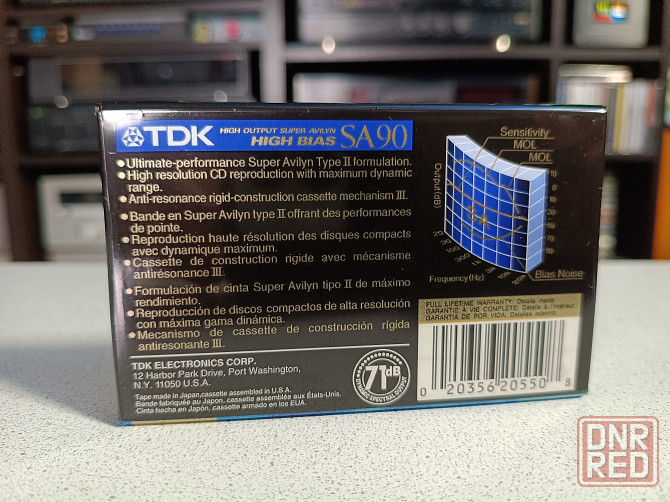 TDK HIGH OUTPUT SUPER AVILYN
HIGH BIAS SA90
•Ultimate-performance Super Avilyn Type II formulation.
•High resolution CD reproduction with maximum dynamic
range.
•Anti-resonance rigid-construction cassette mechanism III.
•Bande en Super Avilyn type II offrant des performances
de pointe.
•Reproduction haute résolution des disques compacts
avec dynamique maximum.
•Cassette de construction rigide avec mécanisme
antirésonance III.
•Formulación de cinta Super Avilyn tipo II de máximo
rendimiento.
•Reproducción de discos compactos de alta resolución
con máxima gama dinámica.
•Mecanismo de cassette de construcción rígida
antiresonante III.
TDK ELECTRONICS CORP.
12 Harbor Park Drive, Port Washington,
N.Y. 11050 U.S.A.
Tape made in Japan,cassette assembled in U.S.A.
Bande fabriquée au Japon, cassette assemblée aux États-Unis.
Cinta hecha en Japón, cassette armado en los EUA.
71dB
DYNAMIC SPECTRAL OUTPUT
Sensitivity
MOL
MOL
Output(dB)
SA
Frequency(Hz)
Bias Noise
FULL LIFETIME WARRANTY: Details inside
GARANTIE À VIE COMPLÈTE: Détails à l'intérieur
GARANTIA DE POR VIDA: Detalles adentro
0 20356 20550 8
DNR
RED